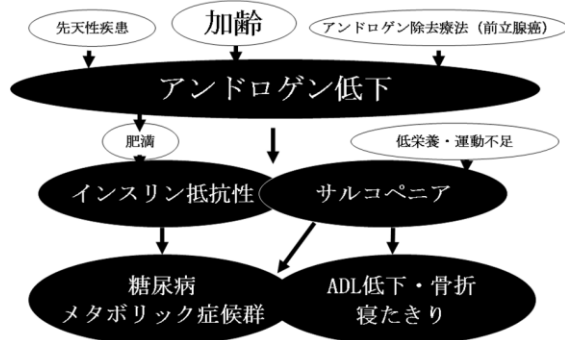 先天性疾患
加齢
アンドロゲン除去療法（前立腺癌）
アンドロゲン低下
肥満
低栄養・運動不足
インスリン抵抗性
サルコペニア
糖尿病
メタボリック症候群
ADL低下・骨折
寝たきり